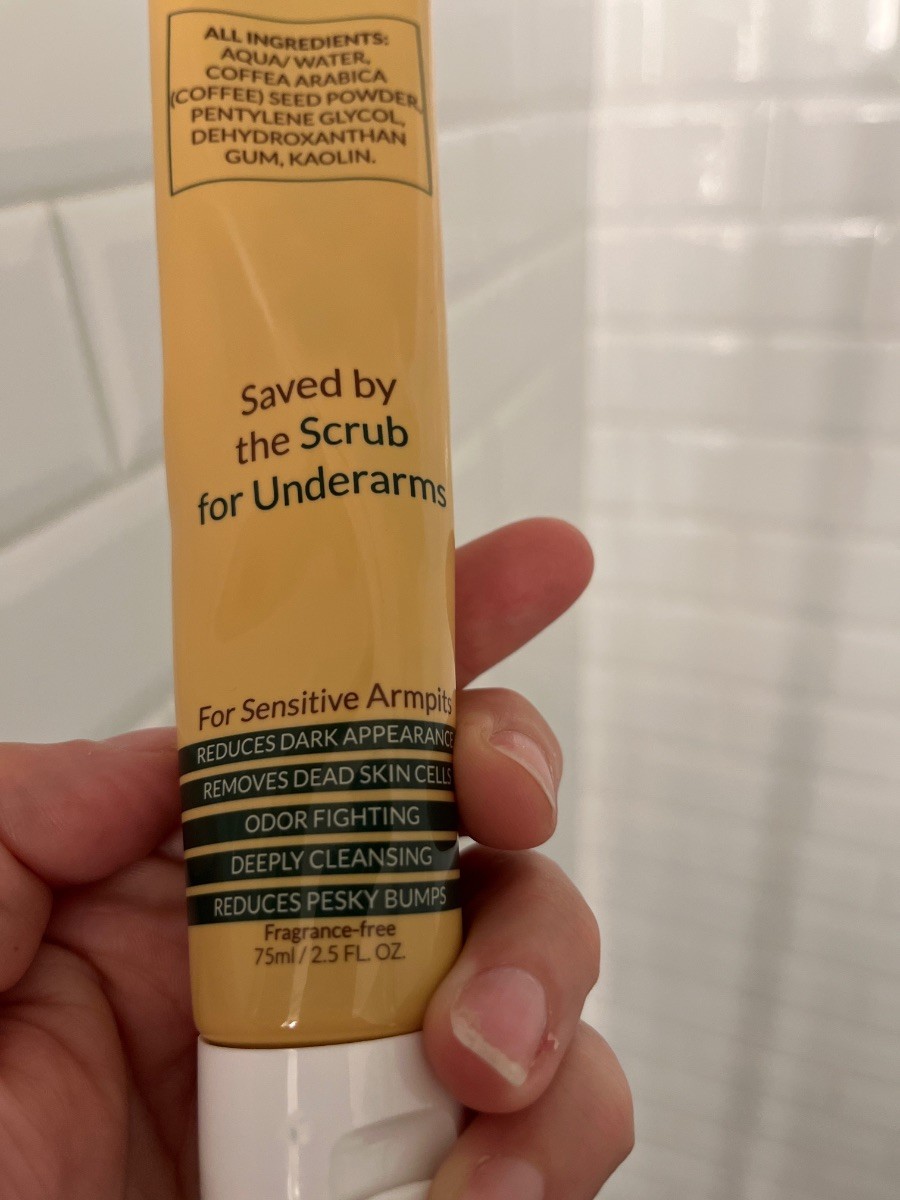 ALL INGREDIENTS:
AQUA/ WATER,
COFFEA ARABICA
(COFFEE) SEED POWDER,
PENTYLENE GLYCOL,
DEHYDROXANTHAN
GUM, KAOLIN.
Saved by
the Scrub
for Underarms
For Sensitive Armpits
REDUCES DARK APPEARANCE
REMOVES DEAD SKIN CELLS
ODOR FIGHTING
DEEPLY CLEANSING
REDUCES PESKY BUMPS
Fragrance-free
75ml / 2.5 FL. OZ.